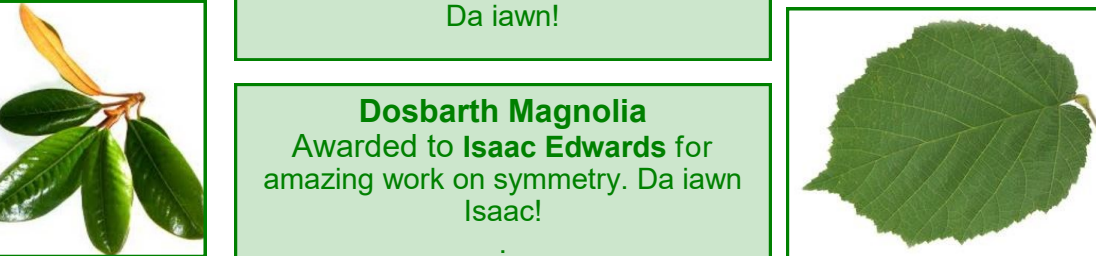 Da iawn!
Dosbarth Magnolia
Awarded to Isaac Edwards for
amazing work on symmetry. Da iawn
Isaac!
.